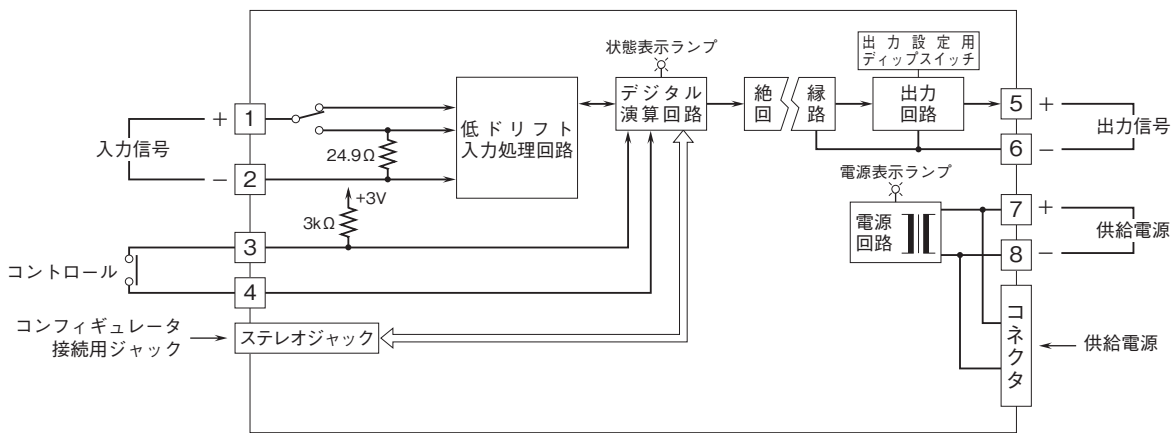 状態表示ランプ
出力設定用
ディップスイッチ
デジタル
演算回路
絶 縁
回 路
出力
回路
低ドリフト
入力処理回路
+
1
入力信号
24.9Ω
−
2
+3V
3kΩ
3
コントロール
4
コンフィギュレータ
接続用ジャック
ステレオジャック
5
+
出力信号
6
−
電源表示ランプ
電源
回路
7
+
供給電源
8
−
コネクタ
供給電源